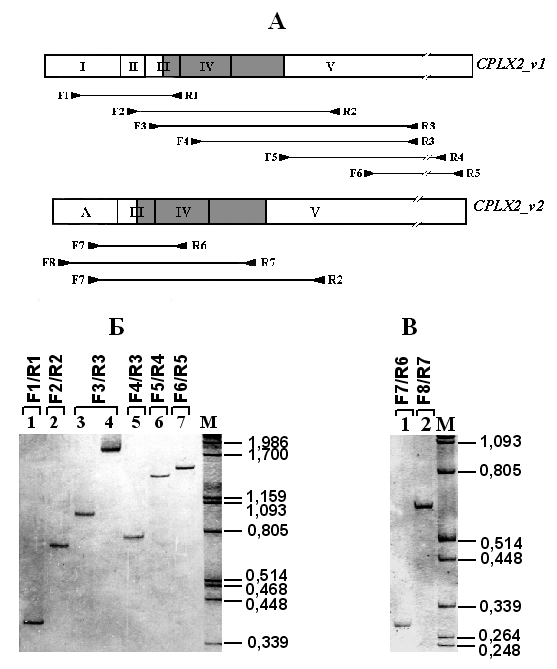 А
I II III IV V CPLX2_v1
F1 R1
F2 R2
F3 R3
F4 R3
F5 R4
F6 R5
A III IV V CPLX2_v2
F7 R6
F8 R7
F7 R2
Б
F1/R1 F2/R2 F3/R3 F4/R3 F5/R4 F6/R5
1 2 3 4 5 6 7 M
1,986
1,700
1,159
1,093
0,805
0,514
0,468
0,448
0,339
В
F7/R6 F8/R7
1 2 M
1,093
0,805
0,514
0,448
0,339
0,264
0,248